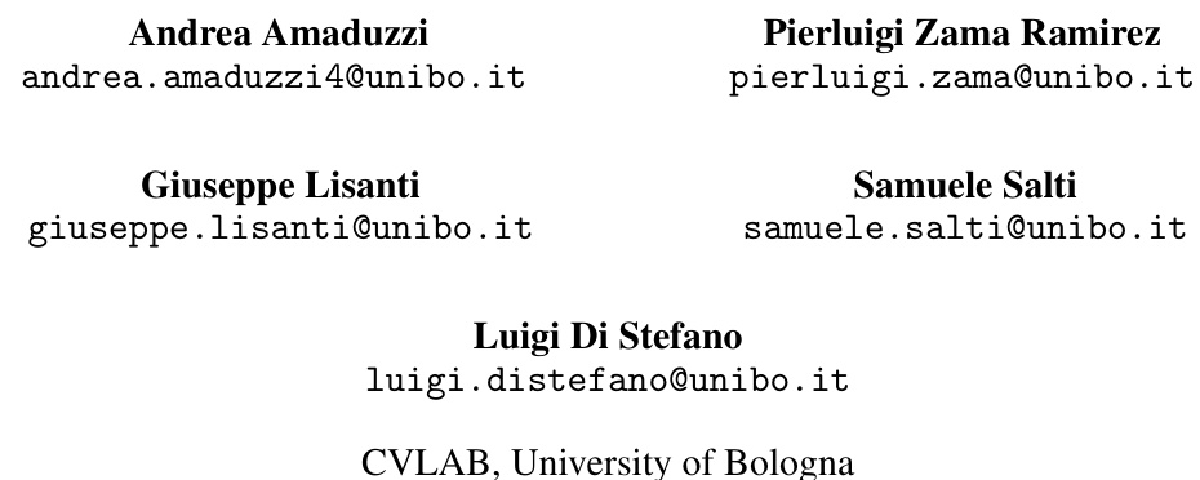 Andrea Amaduzzi
andrea.amaduzzi4@unibo.it
Pierluigi Zama Ramirez
pierluigi.zama@unibo.it
Giuseppe Lisanti
giuseppe.lisanti@unibo.it
Samuele Salti
samuele.salti@unibo.it
Luigi Di Stefano
luigi.distefano@unibo.it
CVLAB, University of Bologna